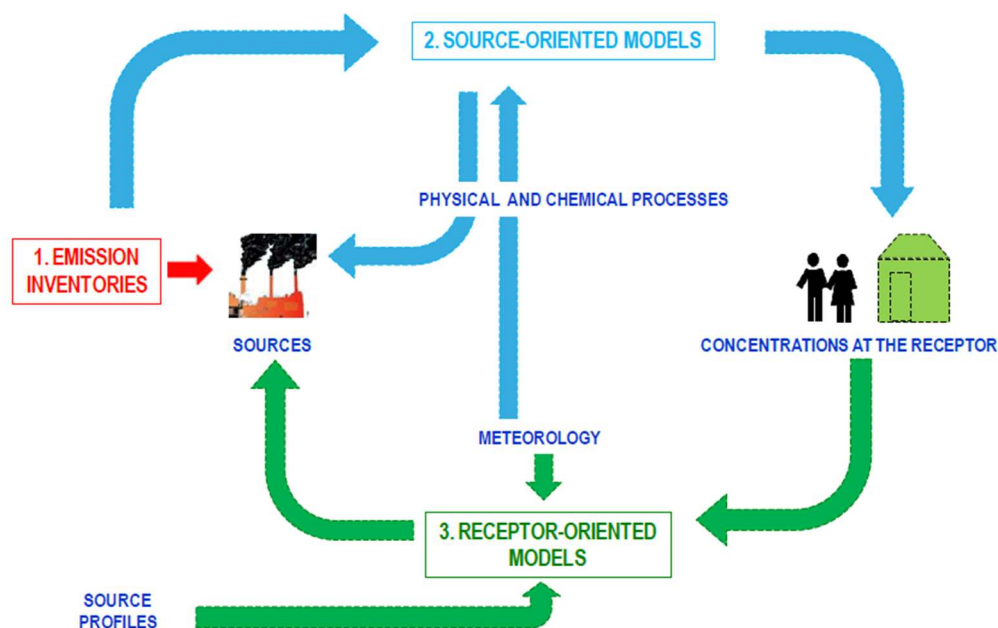 2. SOURCE-ORIENTED MODELS
PHYSICAL AND CHEMICAL PROCESSES
1. EMISSION
INVENTORIES
SOURCES
CONCENTRATIONS AT THE RECEPTOR
METEOROLOGY
3. RECEPTOR-ORIENTED
MODELS
SOURCE
PROFILES